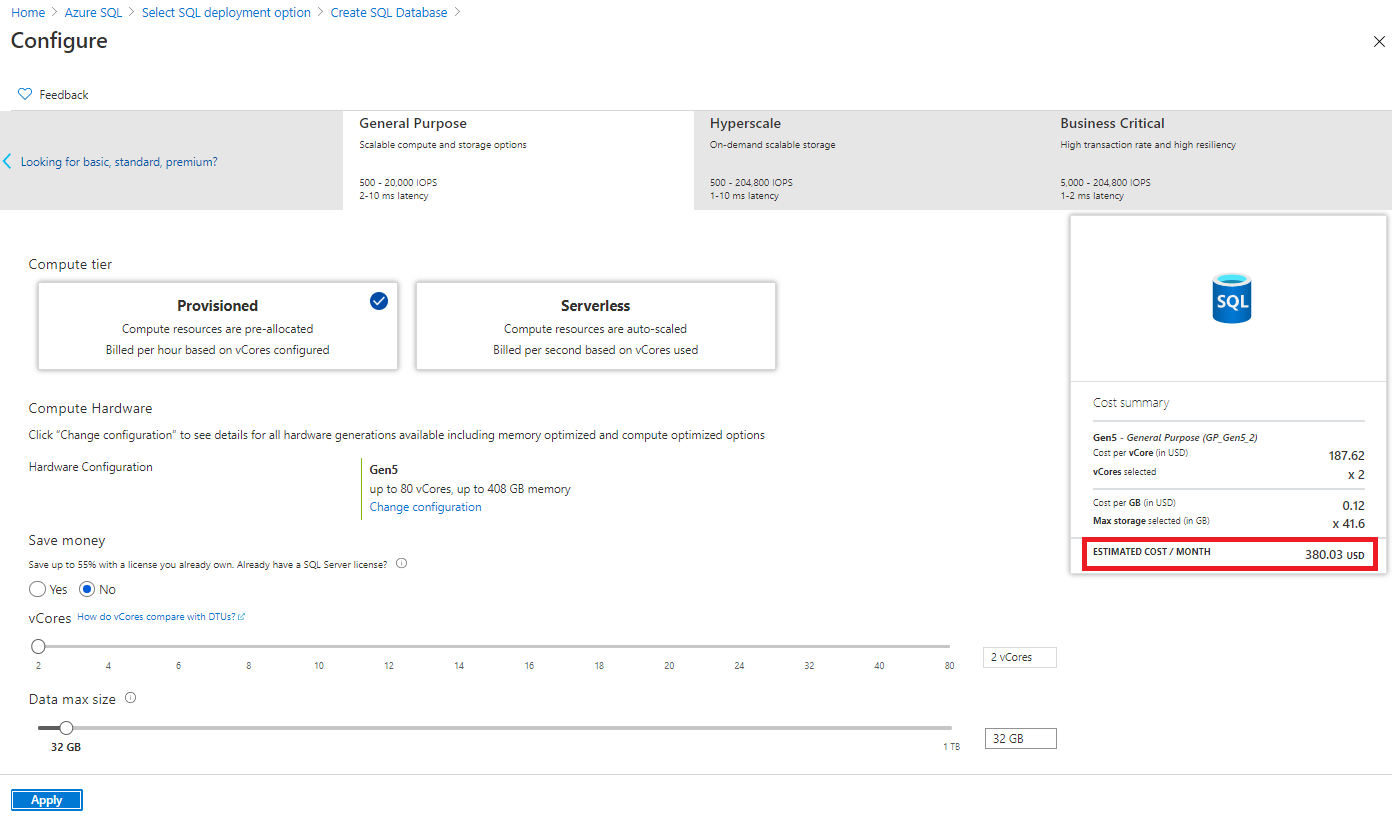 Home > Azure SQL > Select SQL deployment option > Create SQL Database >
Configure
Feedback
Looking for basic, standard, premium?
General Purpose
Scalable compute and storage options
500 - 20,000 IOPS
2-10 ms latency
Hyperscale
On-demand scalable storage
500 - 204,800 IOPS
1-10 ms latency
Business Critical
High transaction rate and high resiliency
5,000 - 204,800 IOPS
1-2 ms latency
Compute tier
Provisioned
Compute resources are pre-allocated
Billed per hour based on vCores configured
Serverless
Compute resources are auto-scaled
Billed per second based on vCores used
Compute Hardware
Click "Change configuration" to see details for all hardware generations available including memory optimized and compute optimized options
Hardware Configuration
Gen5
up to 80 vCores, up to 408 GB memory
Change configuration
Save money
Save up to 55% with a license you already own. Already have a SQL Server license?
Yes No
vCores How do vCores compare with DTUs?
2 4 6 8 10 12 14 16 18 20 24 32 40 80
2 vCores
Data max size
32 GB
1 TB
32 GB
Apply
SQL
Cost summary
Gen5 - General Purpose (GP_Gen5_2)
Cost per vCore (in USD) 187.62
vCores selected x 2
Cost per GB (in USD) 0.12
Max storage selected (in GB) x 41.6
ESTIMATED COST / MONTH 380.03 USD